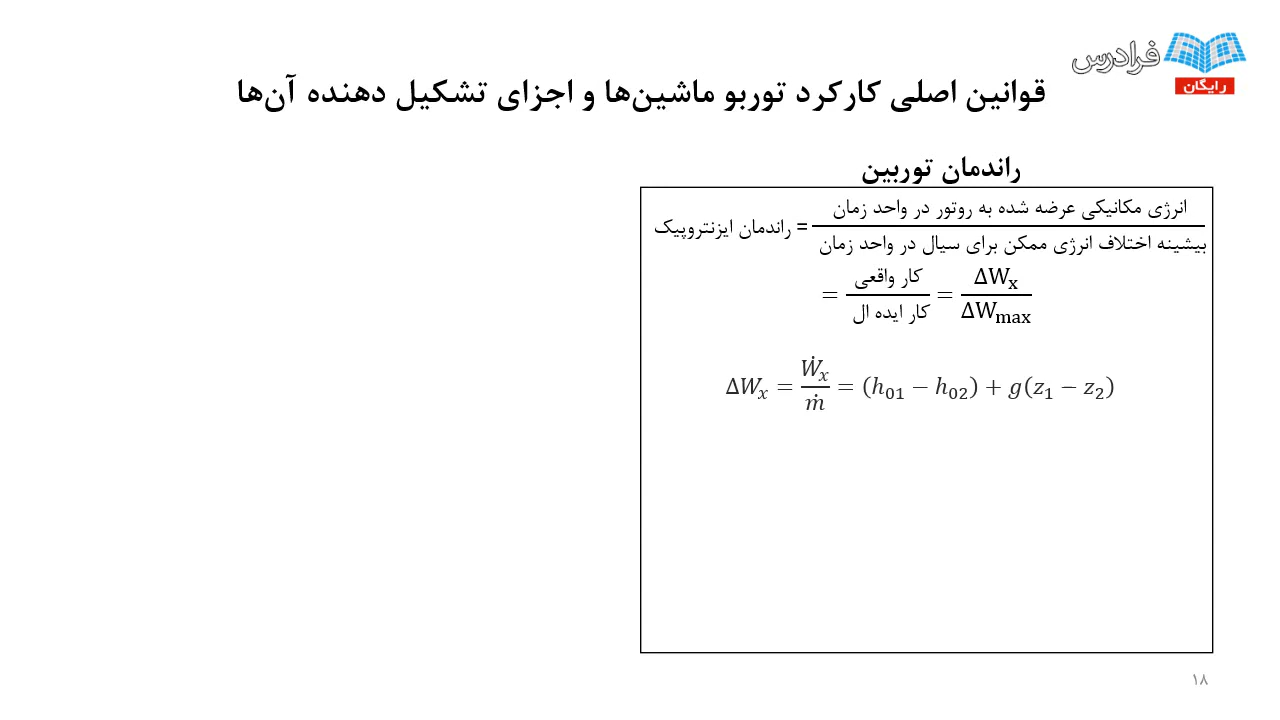 فرادرس
رایگان
قوانین اصلی کارکرد توربو ماشین‌ها و اجزای تشکیل دهنده آن‌ها
راندمان توربین
راندمان ایزنتروپیک = انرژی مکانیکی عرضه شده به روتور در واحد زمان / بیشینه اختلاف انرژی ممکن برای سیال در واحد زمان
= کار واقعی / کار ایده ال = ΔWₓ / ΔW_max
ΔWₓ = Ẇₓ / ṁ = (h₀₁ − h₀₂) + g(z₁ − z₂)
۱۸